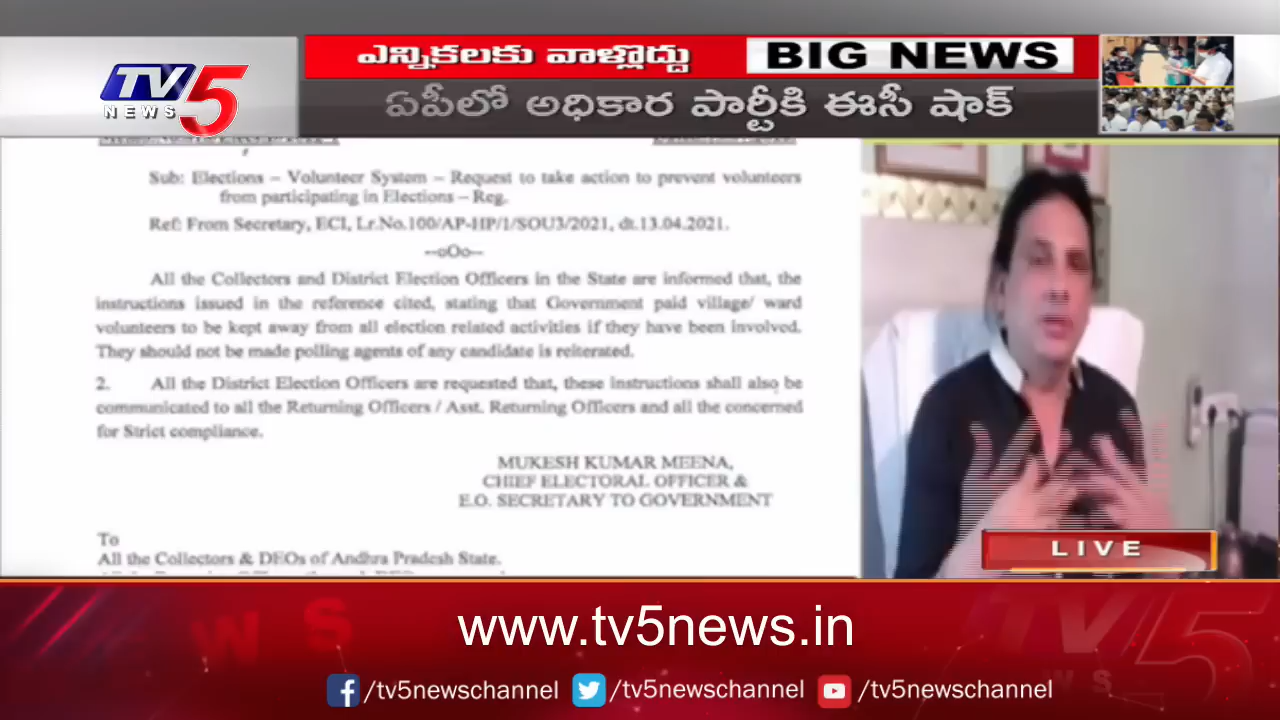 TV5
NEWS
ఎన్నికలకు వాళ్లొద్దు
BIG NEWS
ఏపీలో అధికార పార్టీకి ఈసీ షాక్
Sub: Elections – Volunteer System – Request to take action to prevent volunteers
from participating in Elections – Reg.
Ref: From Secretary, ECI, Lr.No.100/AP-HP/1/SOU3/2021, dt.13.04.2021.
--oOo--
All the Collectors and District Election Officers in the State are informed that, the
instructions issued in the reference cited, stating that Government paid village/ ward
volunteers to be kept away from all election related activities if they have been involved.
They should not be made polling agents of any candidate is reiterated.
2. All the District Election Officers are requested that, these instructions shall also be
communicated to all the Returning Officers / Asst. Returning Officers and all the concerned
for Strict compliance.
MUKESH KUMAR MEENA,
CHIEF ELECTORAL OFFICER &
E.O. SECRETARY TO GOVERNMENT
To
All the Collectors & DEOs of Andhra Pradesh State.
LIVE
www.tv5news.in
/tv5newschannel /tv5newschannel /tv5newschannel